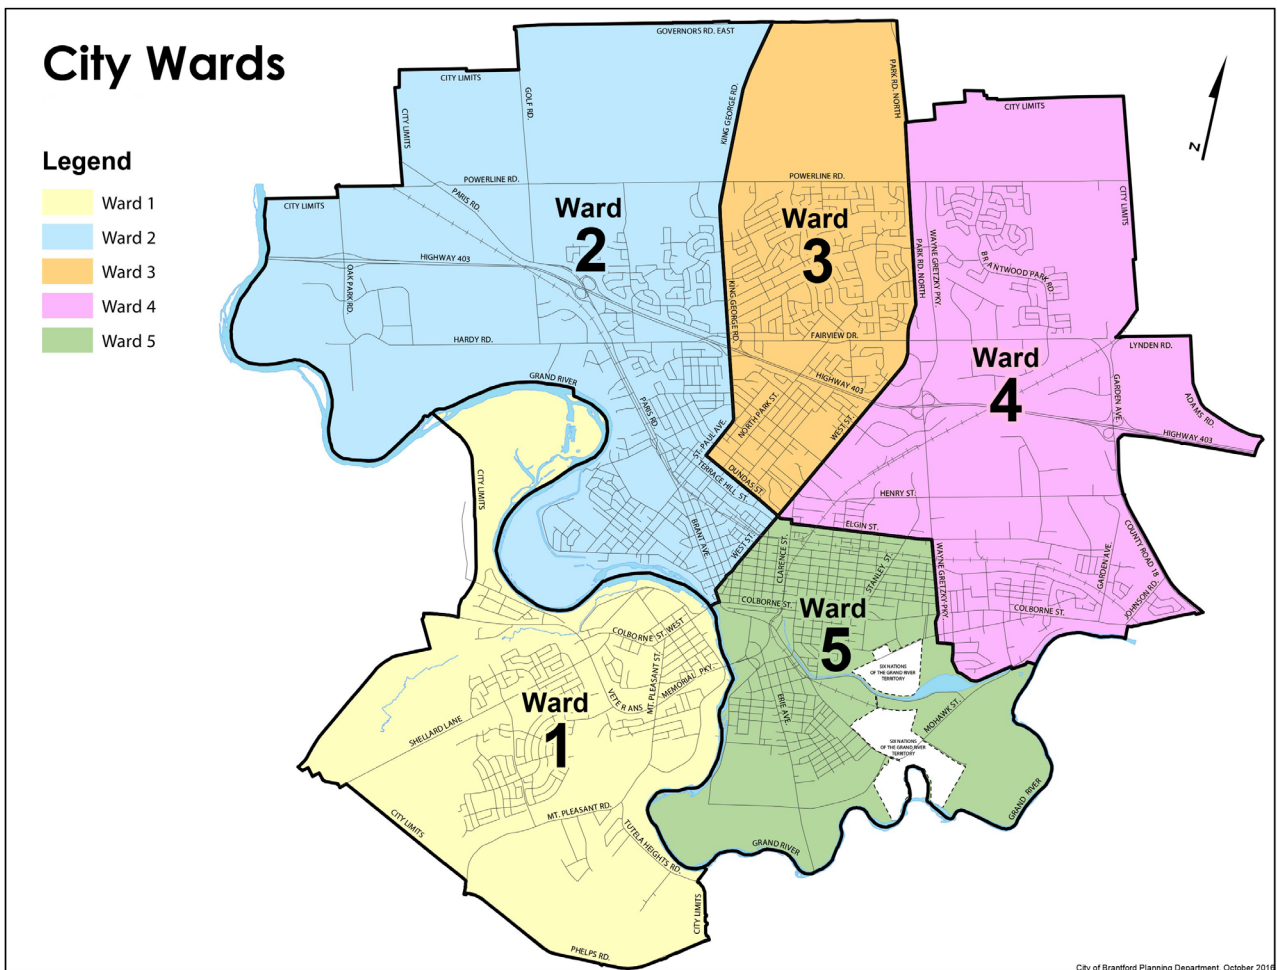 City Wards
Legend
Ward 1
Ward 2
Ward 3
Ward 4
Ward 5
GOVERNORS RD. EAST
CITY LIMITS
CITY LIMITS
GOLF RD.
KING GEORGE RD.
PARK RD. NORTH
CITY LIMITS
N
POWERLINE RD.
POWERLINE RD.
PARIS RD.
CITY LIMITS
CITY LIMITS
Ward
2
Ward
3
HIGHWAY 403
OAK PARK RD.
KING GEORGE RD.
PARK RD. NORTH
WAYNE GRETZKY PKY.
BRANTWOOD PARK RD.
HARDY RD.
FAIRVIEW DR.
LYNDEN RD.
Ward
4
GRAND RIVER
HIGHWAY 403
GARDEN AVE.
ADAMS RD.
PARIS RD.
NORTH PARK ST.
WEST ST.
ST. PAUL AVE.
HIGHWAY 403
CITY LIMITS
TERRACE HILL ST.
DUNDAS ST.
HENRY ST.
BRANT AVE.
WEST ST.
ELGIN ST.
CLARENCE ST.
STANLEY ST.
WAYNE GRETZKY PKY.
GARDEN AVE.
COUNTY ROAD 18
JOHNSON RD.
COLBORNE ST.
COLBORNE ST.
Ward
5
COLBORNE ST. WEST
SIX NATIONS
OF THE GRAND RIVER
TERRITORY
MT. PLEASANT ST.
VETERANS MEMORIAL PKY.
ERIE AVE.
MOHAWK ST.
Ward
1
SHELLARD LANE
SIX NATIONS
OF THE GRAND RIVER
TERRITORY
CITY LIMITS
MT. PLEASANT RD.
TUTELA HEIGHTS RD.
GRAND RIVER
GRAND RIVER
CITY LIMITS
PHELPS RD.
City of Brantford Planning Department, October 2016